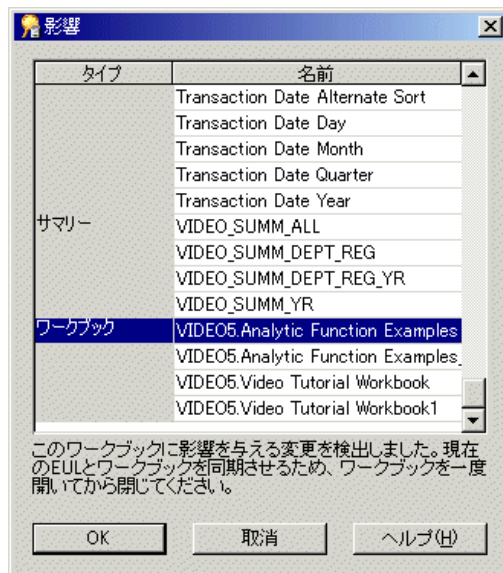 影響
タイプ 名前
Transaction Date Alternate Sort
Transaction Date Day
Transaction Date Month
Transaction Date Quarter
Transaction Date Year
サマリー VIDEO_SUMM_ALL
VIDEO_SUMM_DEPT_REG
VIDEO_SUMM_DEPT_REG_YR
VIDEO_SUMM_YR
ワークブック VIDEO5.Analytic Function Examples
VIDEO5.Analytic Function Examples_
VIDEO5.Video Tutorial Workbook
VIDEO5.Video Tutorial Workbook1
このワークブックに影響を与える変更を検出しました。現在
のEULとワークブックを同期させるため、ワークブックを一度
開いてから閉じてください。
OK 取消 ヘルプ(H)